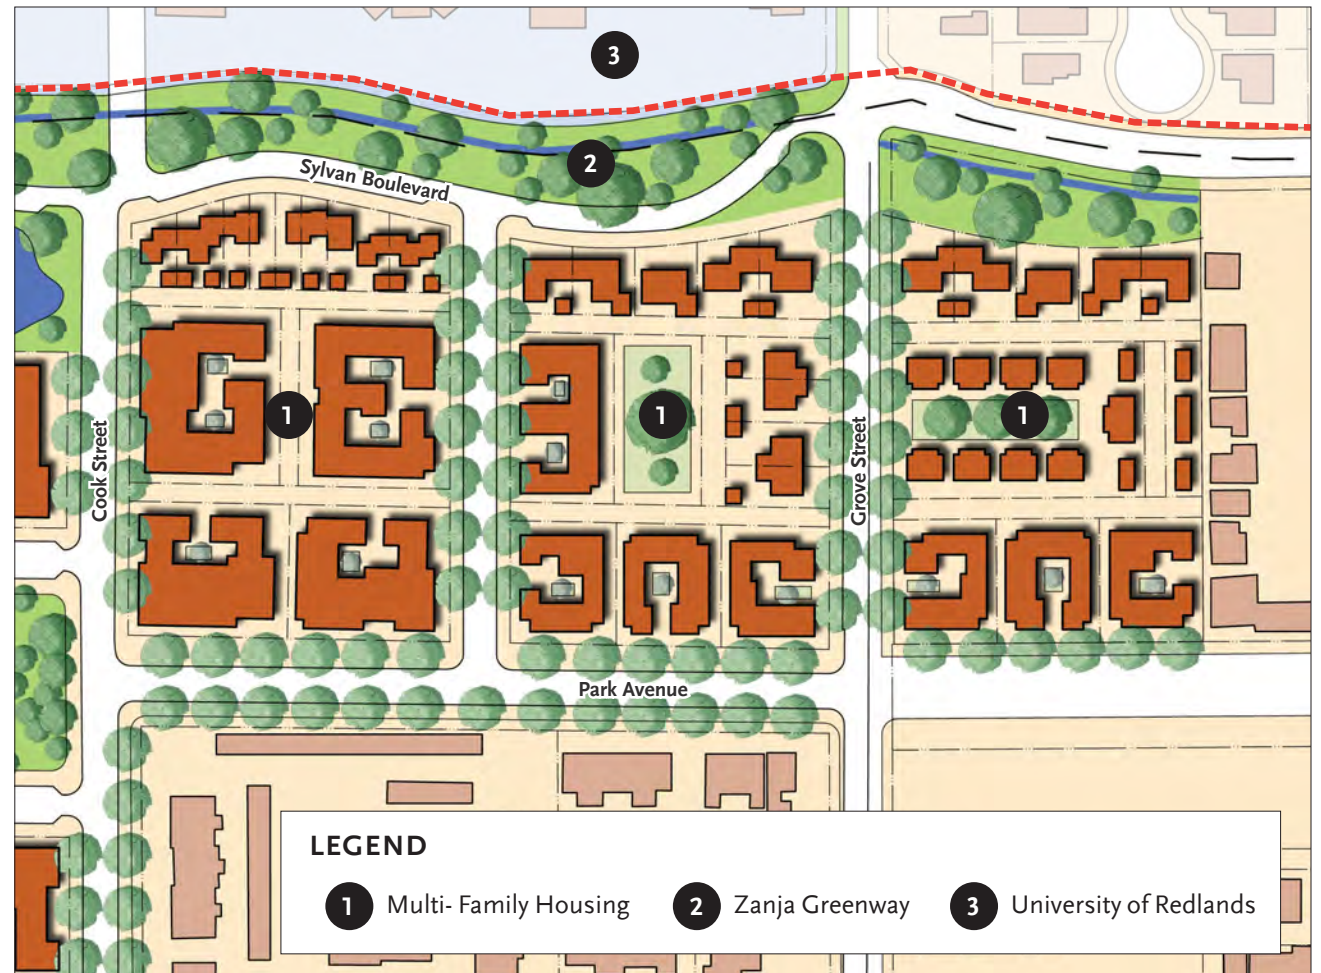 3
2
Sylvan Boulevard
1
1
1
Cook Street
Grove Street
Park Avenue
LEGEND
1 Multi- Family Housing
2 Zanja Greenway
3 University of Redlands